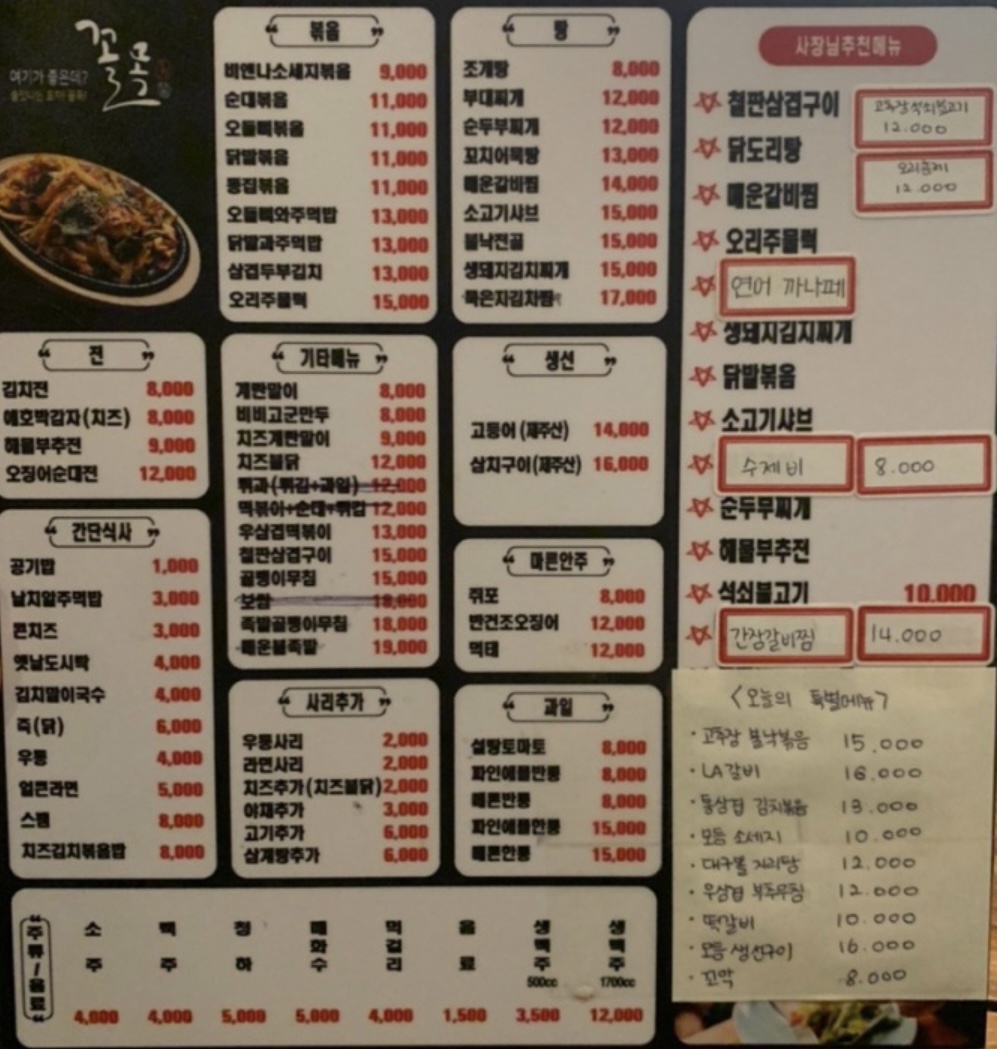 꼴목
여기가 좋은데?
볶음
비엔나소세지볶음 9,000
순대볶음 11,000
오돌뼈볶음 11,000
닭발볶음 11,000
똥집볶음 11,000
오돌뼈와주먹밥 13,000
닭발과주먹밥 13,000
삼겹두부김치 13,000
오리주물럭 15,000
탕
조개탕 8,000
부대찌개 12,000
순두부찌개 12,000
꼬치어묵탕 13,000
매운갈비찜 14,000
소고기샤브 15,000
불낙전골 15,000
생돼지김치찌개 15,000
묵은지김치찜 17,000
사장님추천메뉴
철판삼겹구이
고추장석쇠불고기
12.000
닭도리탕
오리훈제
12.000
매운갈비찜
오리주물럭
연어 까나페
생돼지김치찌개
닭발볶음
소고기샤브
수제비 8.000
순두부찌개
해물부추전
석쇠불고기 10.000
간장갈비찜 14.000
전
김치전 8,000
애호박감자(치즈) 8,000
해물부추전 9,000
오징어순대전 12,000
기타메뉴
계란말이 8,000
비비고군만두 8,000
치즈계란말이 9,000
치즈불닭 12,000
튀과(튀김+과일) 12,000
떡볶이+순대+튀김 12,000
우삼겹떡볶이 13,000
철판삼겹구이 15,000
골뱅이무침 15,000
보쌈 18,000
족발골뱅이무침 18,000
매운불족발 19,000
생선
고등어(제주산) 14,000
삼치구이(제주산) 16,000
간단식사
공기밥 1,000
날치알주먹밥 3,000
콘치즈 3,000
옛날도시락 4,000
김치말이국수 4,000
죽(닭) 6,000
우동 4,000
얼큰라면 5,000
스팸 8,000
치즈김치볶음밥 8,000
마른안주
쥐포 8,000
반건조오징어 12,000
먹태 12,000
사리추가
우동사리 2,000
라면사리 2,000
치즈추가(치즈불닭) 2,000
야채추가 3,000
고기추가 6,000
삼계탕추가 6,000
과일
설탕토마토 8,000
파인애플반통 8,000
메론반통 8,000
파인애플한통 15,000
메론한통 15,000
<오늘의 특별메뉴>
· 고추장 불낙볶음 15.000
· LA갈비 16.000
· 통삼겹 김치볶음 13.000
· 모듬 소세지 10.000
· 대구뽈 지리탕 12.000
· 우삼겹 부추무침 12.000
· 떡갈비 10.000
· 모듬 생선구이 16.000
· 꼬막 8.000
주류/음료
소주 4,000
맥주 4,000
청하 5,000
매화수 5,000
막걸리 4,000
음료 1,500
생맥주 500cc 3,500
생맥주 1700cc 12,000